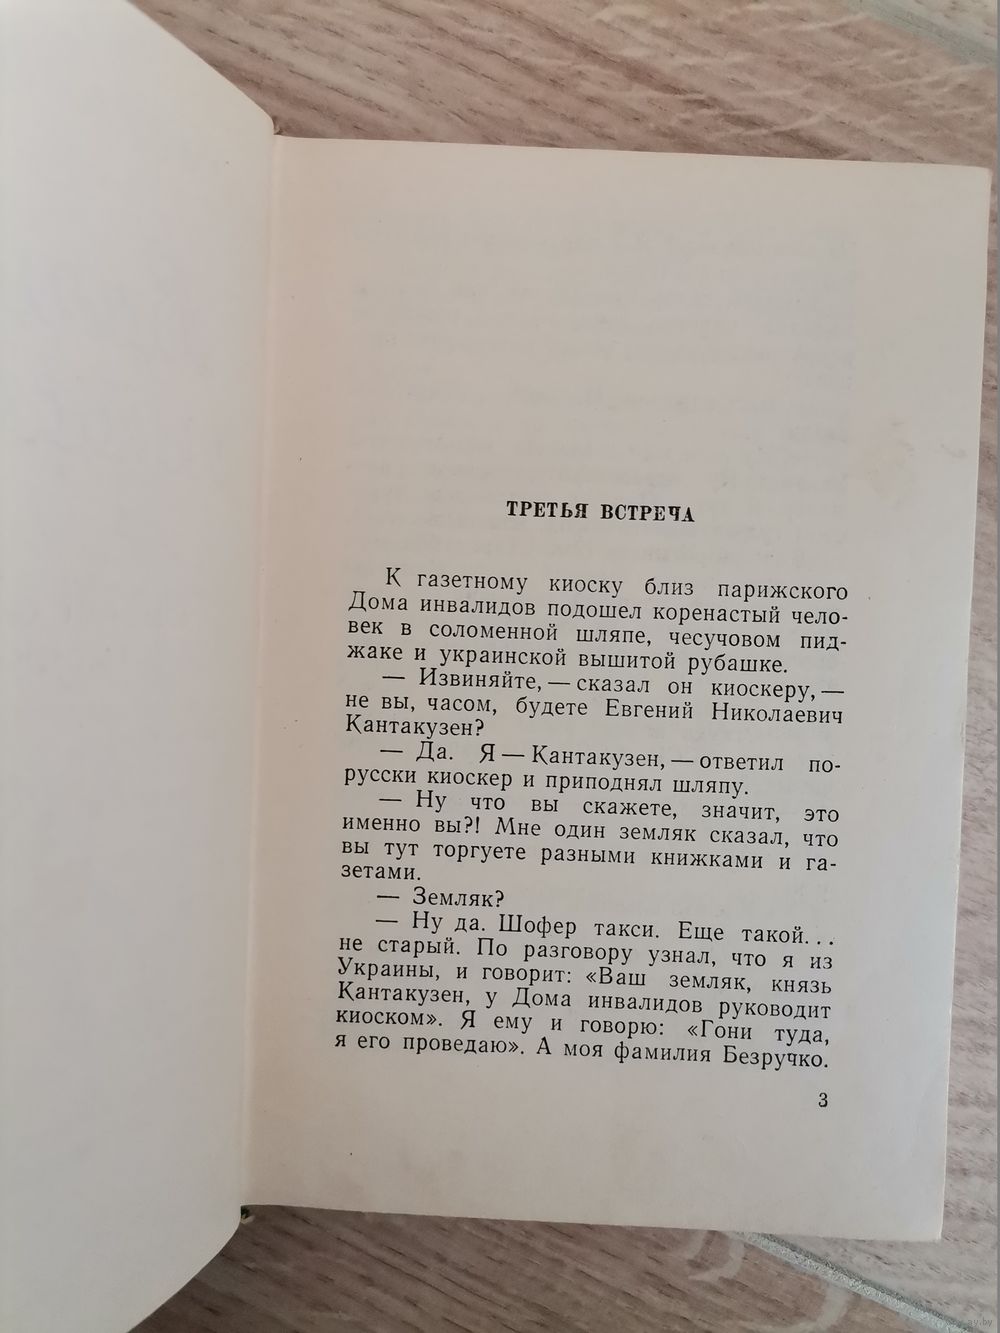 ТРЕТЬЯ ВСТРЕЧА
К газетному киоску близ парижского
Дома инвалидов подошел коренастый чело-
век в соломенной шляпе, чесучовом пид-
жаке и украинской вышитой рубашке.
— Извиняйте, — сказал он киоскеру, —
не вы, часом, будете Евгений Николаевич
Кантакузен?
— Да. Я — Кантакузен, — ответил по-
русски киоскер и приподнял шляпу.
— Ну что вы скажете, значит, это
именно вы?! Мне один земляк сказал, что
вы тут торгуете разными книжками и га-
зетами.
— Земляк?
— Ну да. Шофер такси. Еще такой...
не старый. По разговору узнал, что я из
Украины, и говорит: «Ваш земляк, князь
Кантакузен, у Дома инвалидов руководит
киоском». Я ему и говорю: «Гони туда,
я его проведаю». А моя фамилия Безручко.
3